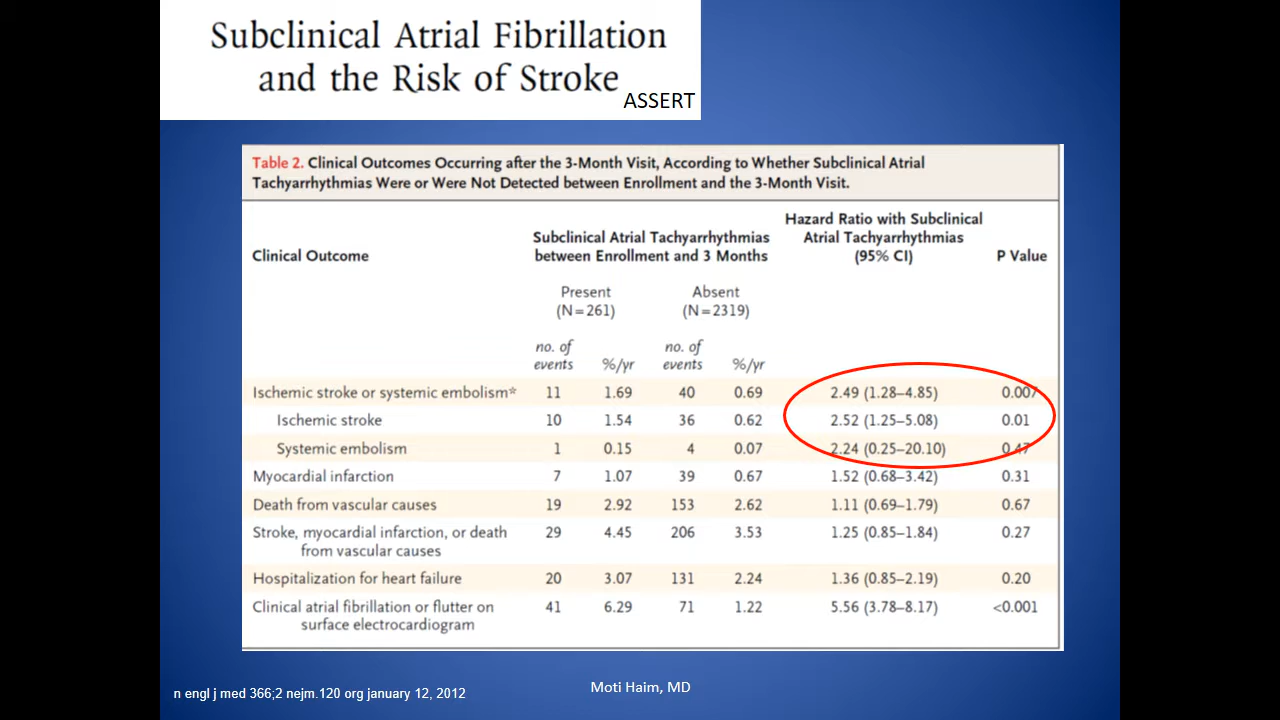 Subclinical Atrial Fibrillation
and the Risk of Stroke
ASSERT
Table 2. Clinical Outcomes Occurring after the 3-Month Visit, According to Whether Subclinical Atrial
Tachyarrhythmias Were or Were Not Detected between Enrollment and the 3-Month Visit.
Clinical Outcome
Subclinical Atrial Tachyarrhythmias
between Enrollment and 3 Months
Hazard Ratio with Subclinical
Atrial Tachyarrhythmias
(95% CI)
P Value
Present
(N=261)
Absent
(N=2319)
no. of
events
%/yr
no. of
events
%/yr
Ischemic stroke or systemic embolism* 11 1.69 40 0.69 2.49 (1.28–4.85) 0.007
Ischemic stroke 10 1.54 36 0.62 2.52 (1.25–5.08) 0.01
Systemic embolism 1 0.15 4 0.07 2.24 (0.25–20.10) 0.47
Myocardial infarction 7 1.07 39 0.67 1.52 (0.68–3.42) 0.31
Death from vascular causes 19 2.92 153 2.62 1.11 (0.69–1.79) 0.67
Stroke, myocardial infarction, or death 29 4.45 206 3.53 1.25 (0.85–1.84) 0.27
from vascular causes
Hospitalization for heart failure 20 3.07 131 2.24 1.36 (0.85–2.19) 0.20
Clinical atrial fibrillation or flutter on 41 6.29 71 1.22 5.56 (3.78–8.17) <0.001
surface electrocardiogram
n engl j med 366;2 nejm.120 org january 12, 2012
Moti Haim, MD